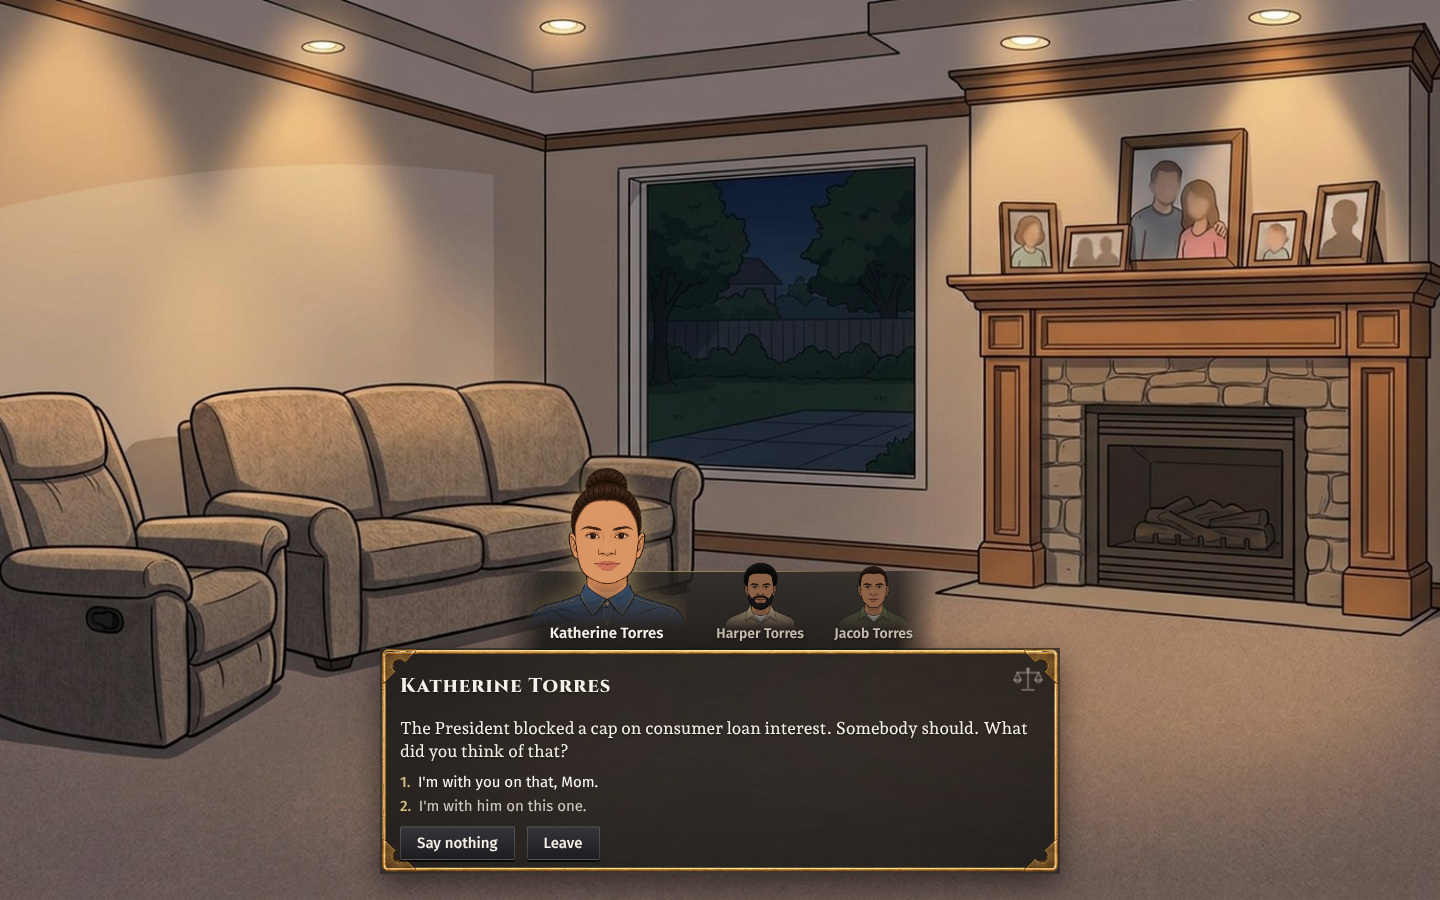 Katherine Torres
Harper Torres
Jacob Torres
KATHERINE TORRES
The President blocked a cap on consumer loan interest. Somebody should. What
did you think of that?
1. I'm with you on that, Mom.
2. I'm with him on this one.
Say nothing
Leave